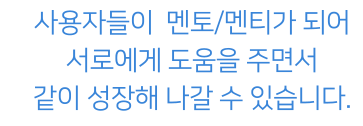 사용자들이 멘토/멘티가 되어
서로에게 도움을 주면서
같이 성장해 나갈 수 있습니다.